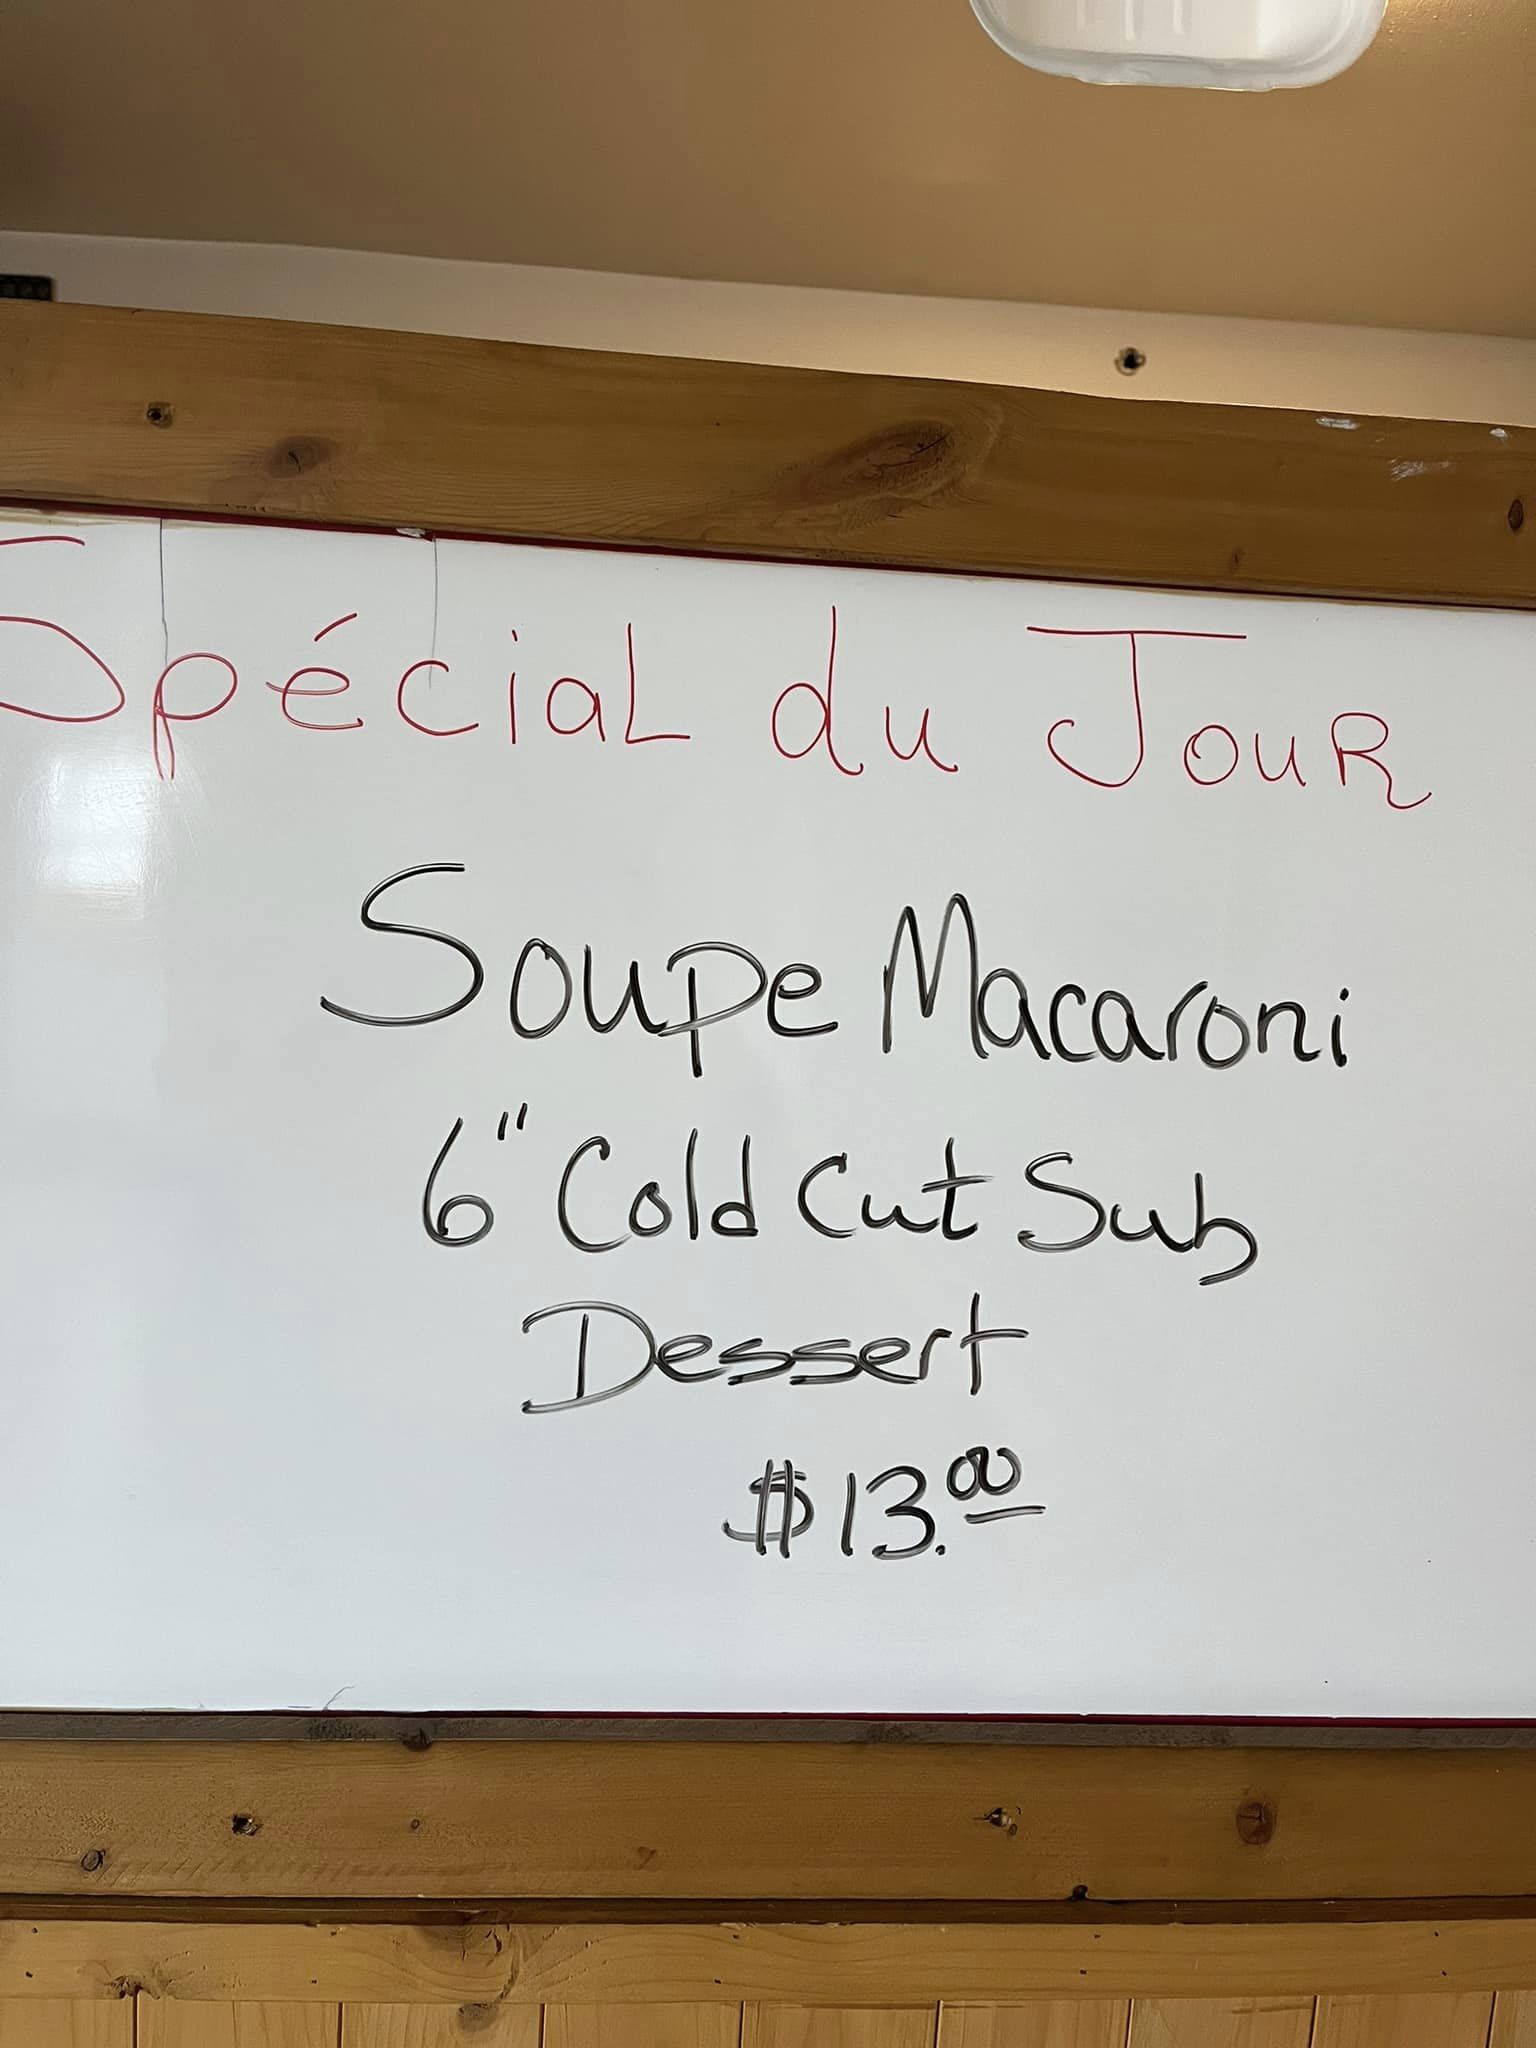 Spécial du Jour
Soupe Macaroni
6" Cold Cut Sub
Dessert
$13.00